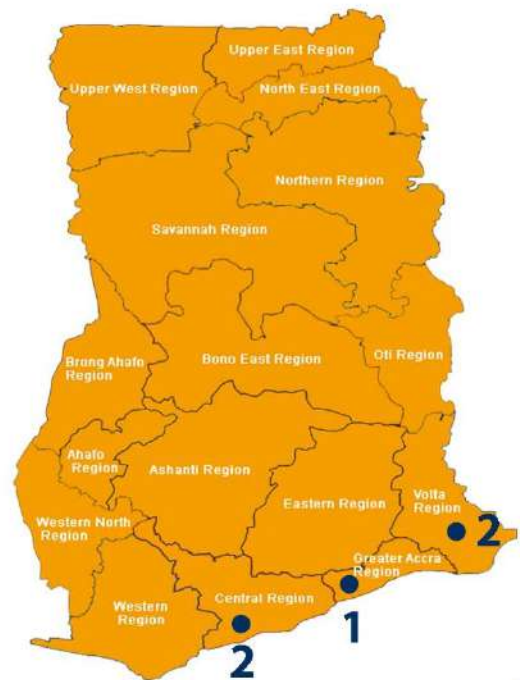 Upper East Region
Upper West Region
North East Region
Northern Region
Savannah Region
Brong Ahafo
Region
Bono East Region
Oti Region
Ahafo
Region
Ashanti Region
Eastern Region
Volta
Region
2
Western North
Region
Greater Accra
Region
Western
Region
Central Region
1
2